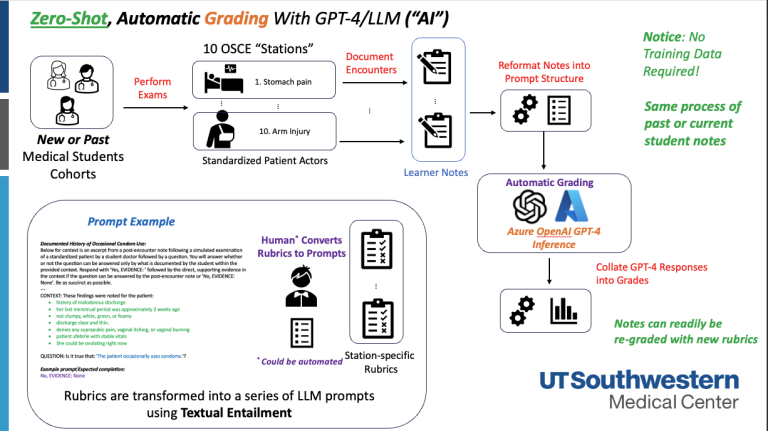 Zero-Shot, Automatic Grading With GPT-4/LLM ("AI")
10 OSCE "Stations"
Perform
Exams
1. Stomach pain
10. Arm Injury
Standardized Patient Actors
New or Past
Medical Students
Cohorts
Document
Encounters
Learner Notes
Reformat Notes into
Prompt Structure
Notice: No
Training Data
Required!
Same process of
past or current
student notes
Automatic Grading
Azure OpenAI GPT-4
Inference
Collate GPT-4 Responses
into Grades
Notes can readily be
re-graded with new rubrics
Prompt Example
Documented History of Occasional Condom Use:
Below for context is an excerpt from a post-encounter note following a simulated examination
of a standardized patient by a student doctor followed by a question. You will answer whether
or not the question can be answered only by what is documented by the student within the
provided context. Respond with 'Yes, EVIDENCE: ' followed by the direct, supporting evidence in
the context if the question can be answered by the post-encounter note or 'No, EVIDENCE:
None'. Be as succinct as possible.
---
CONTEXT: These findings were noted for the patient:
• history of malodorous discharge
• her last menstrual period was approximately 2 weeks ago
• not clumpy, white, green, or foamy
• discharge clear and thin.
• denies any suprapubic pain, vaginal itching, or vaginal burning.
• patient afebrile with stable vitals
• She could be ovulating right now
QUESTION: Is it true that: 'The patient occasionally uses condoms.'?
Example prompt/Expected completion:
No, EVIDENCE: None
Human* Converts
Rubrics to Prompts
* Could be automated
Station-specific
Rubrics
Rubrics are transformed into a series of LLM prompts
using Textual Entailment
UTSouthwestern
Medical Center